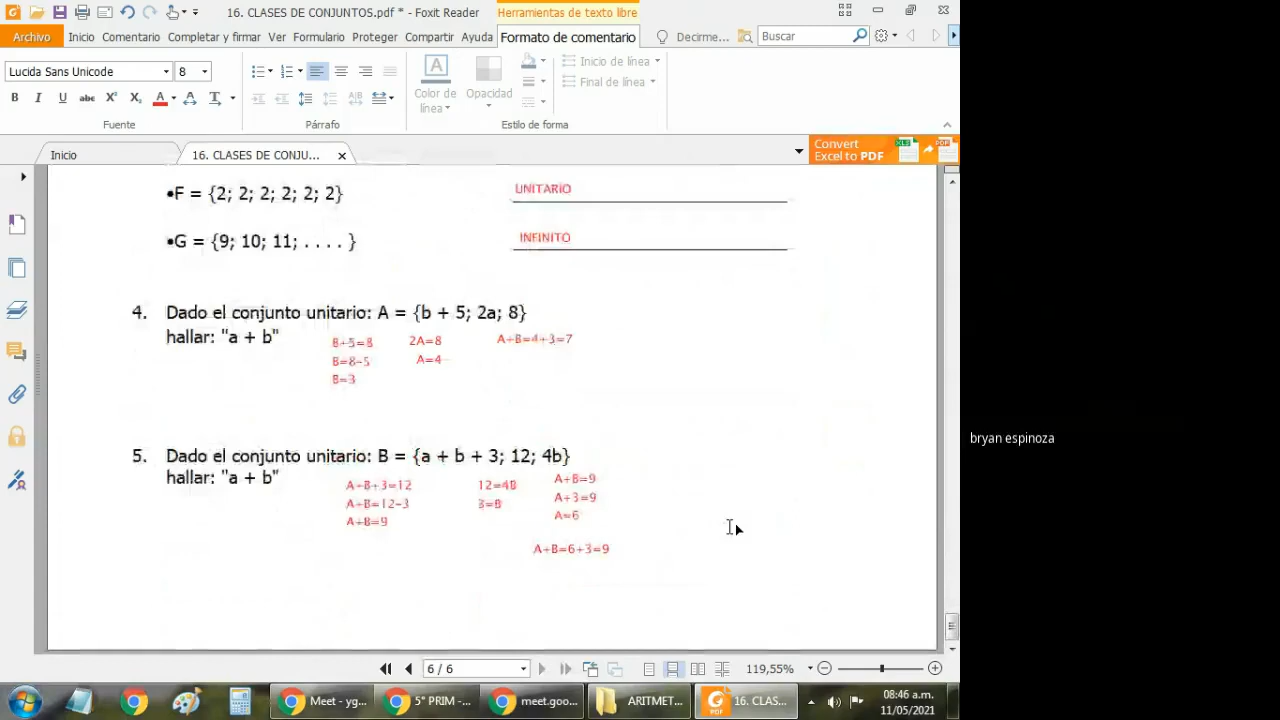 16. CLASES DE CONJUNTOS.pdf * - Foxit Reader
Herramientas de texto libre
Archivo Inicio Comentario Completar y firmar Ver Formulario Proteger Compartir Ayuda Formato de comentario Decirme... Buscar
Lucida Sans Unicode 8
Color de línea
Opacidad
Inicio de línea
Final de línea
Fuente Párrafo Estilo de forma
Inicio 16. CLASES DE CONJU...
Convert
Excel to PDF
•F = {2; 2; 2; 2; 2; 2} UNITARIO
•G = {9; 10; 11; . . . . } INFINITO
4. Dado el conjunto unitario: A = {b + 5; 2a; 8}
hallar: "a + b"
B+5=8 2A=8 A+B=4+3=7
B=8-5 A=4
B=3
5. Dado el conjunto unitario: B = {a + b + 3; 12; 4b}
hallar: "a + b"
A+B+3=12 12=4B A+B=9
A+B=12-3 3=B A+3=9
A+B=9 A=6
A+B=6+3=9
bryan espinoza
6 / 6 119,55%
Meet - yg... 5° PRIM -... meet.goo... ARITMET... 16. CLAS...
08:46 a.m.
11/05/2021